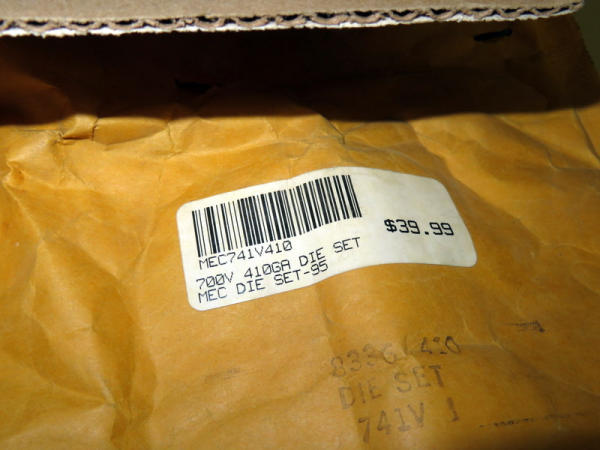 MEC741V410
$39.99
700V 410GA DIE SET
MEC DIE SET-95
DIE SET
741V 1